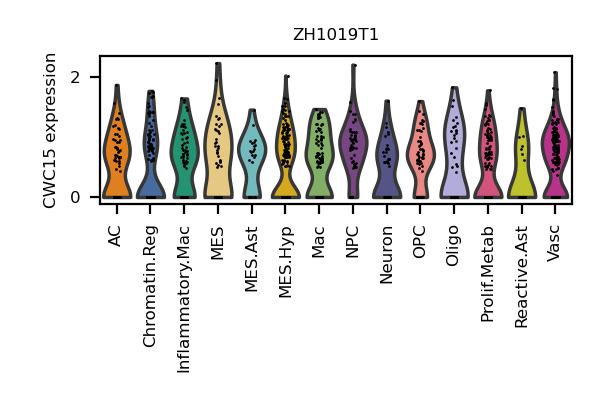 ZH1019T1
CWC15 expression
2
0
AC
Chromatin.Reg
Inflammatory.Mac
MES
MES.Ast
MES.Hyp
Mac
NPC
Neuron
OPC
Oligo
Prolif.Metab
Reactive.Ast
Vasc